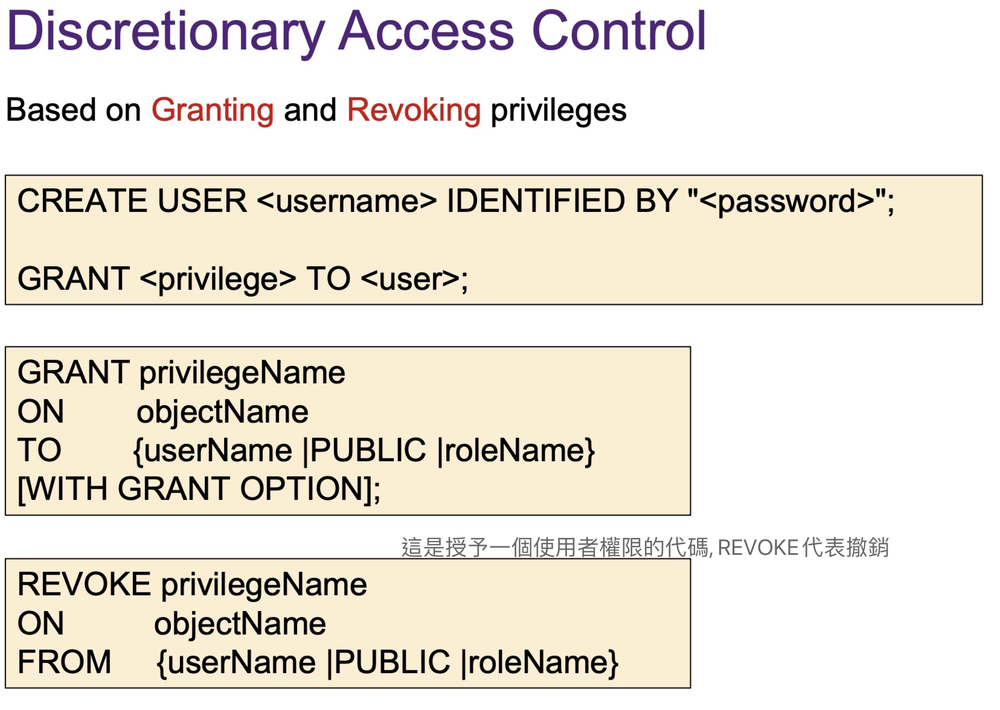 Discretionary Access Control
Based on Granting and Revoking privileges
CREATE USER <username> IDENTIFIED BY "<password>";
GRANT <privilege> TO <user>;
GRANT privilegeName
ON objectName
TO {userName |PUBLIC |roleName}
[WITH GRANT OPTION];
這是授予一個使用者權限的代碼, REVOKE 代表撤銷
REVOKE privilegeName
ON objectName
FROM {userName |PUBLIC |roleName}